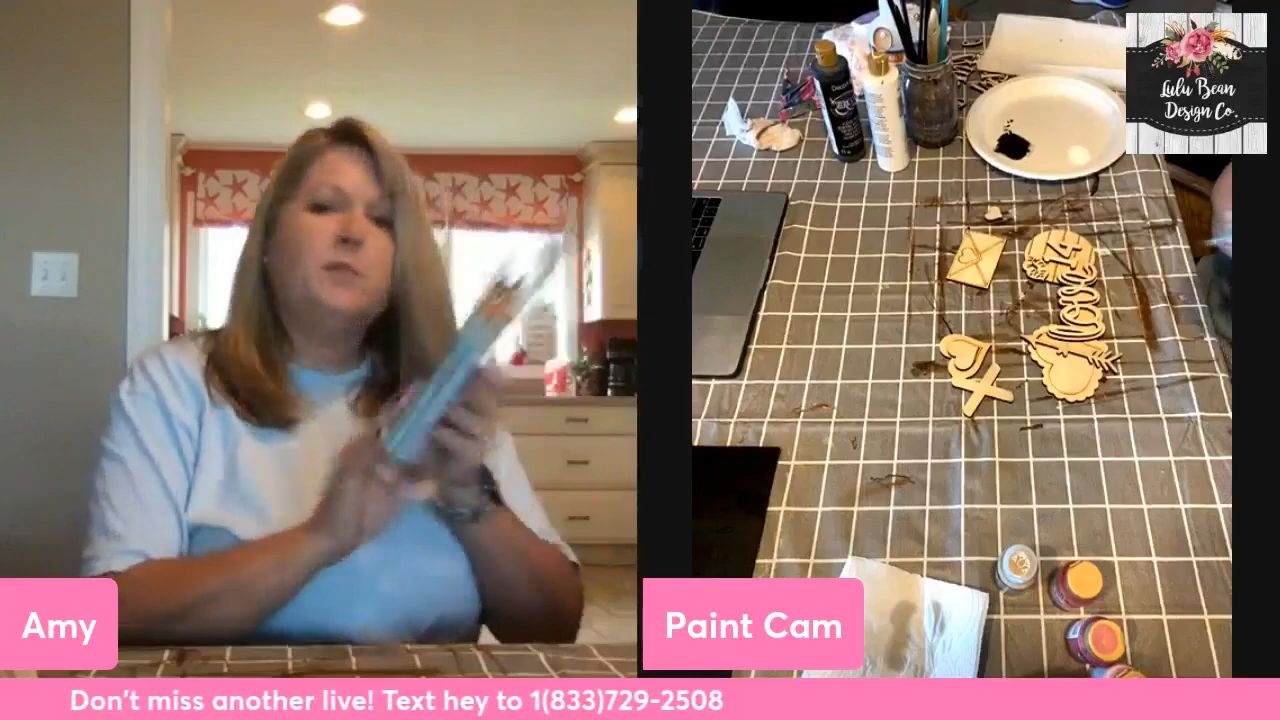 Lulu Bean
Design Co.
Amy
Paint Cam
Don't miss another live! Text hey to 1(833)729-2508